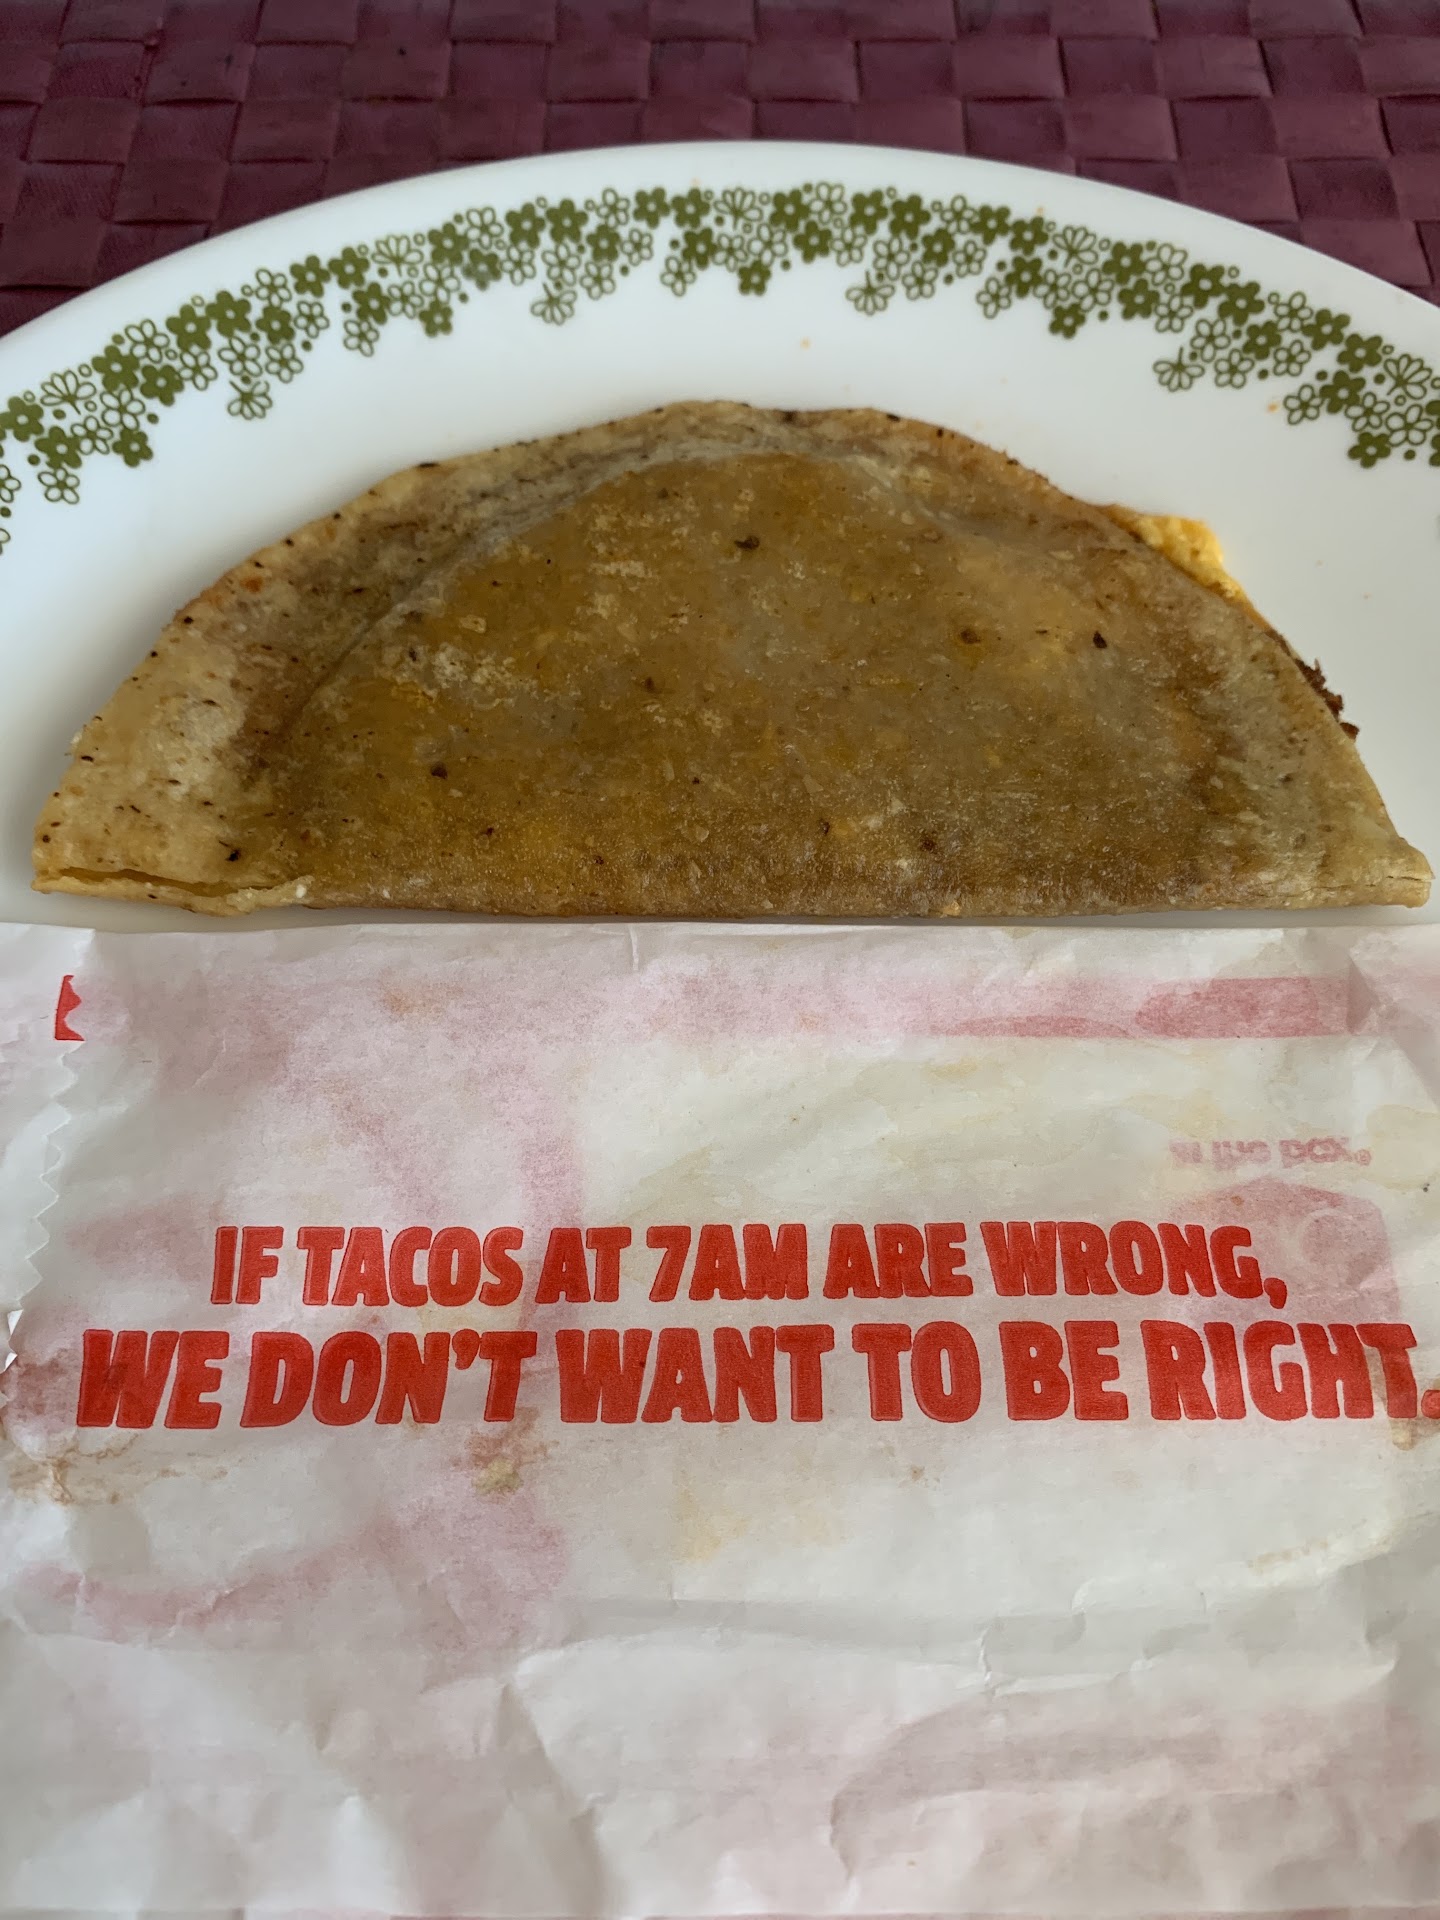 IF TACOS AT 7AM ARE WRONG,
WE DON'T WANT TO BE RIGHT.